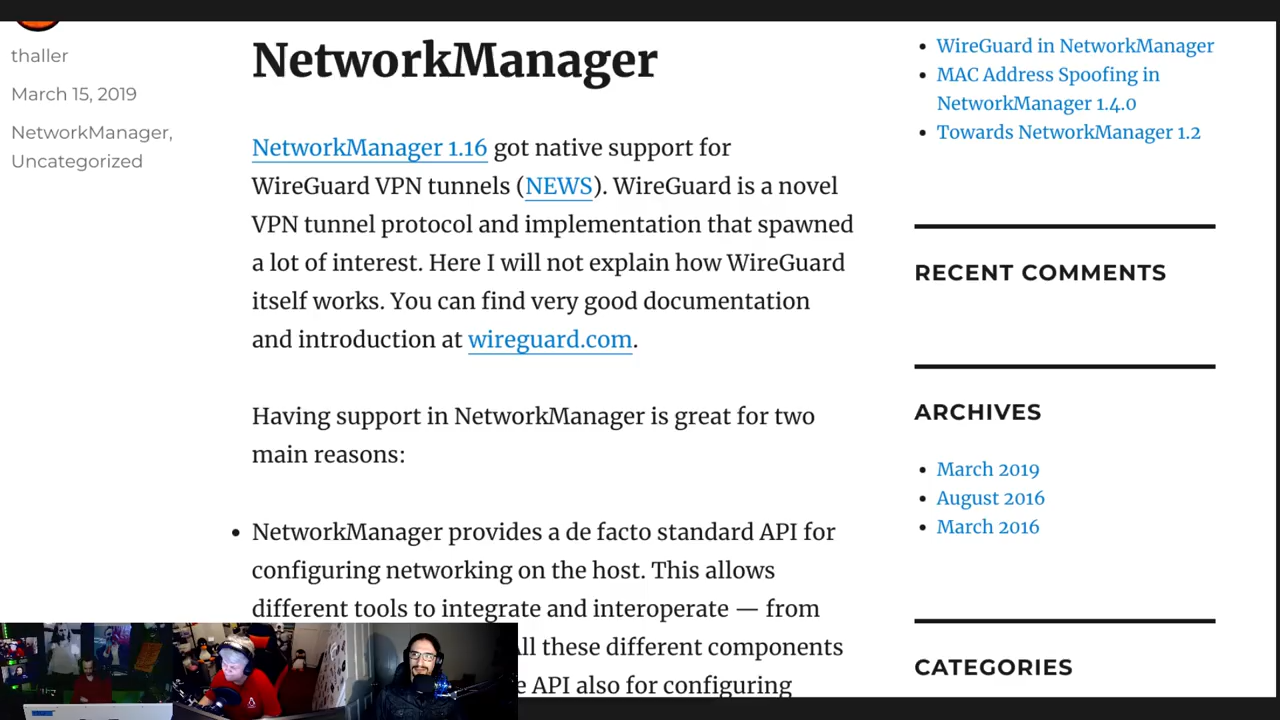 thaller
March 15, 2019
NetworkManager,
Uncategorized
NetworkManager
NetworkManager 1.16 got native support for
WireGuard VPN tunnels (NEWS). WireGuard is a novel
VPN tunnel protocol and implementation that spawned
a lot of interest. Here I will not explain how WireGuard
itself works. You can find very good documentation
and introduction at wireguard.com.
Having support in NetworkManager is great for two
main reasons:
• NetworkManager provides a de facto standard API for
configuring networking on the host. This allows
different tools to integrate and interoperate — from
All these different components
e API also for configuring
• WireGuard in NetworkManager
• MAC Address Spoofing in
NetworkManager 1.4.0
• Towards NetworkManager 1.2
RECENT COMMENTS
ARCHIVES
• March 2019
• August 2016
• March 2016
CATEGORIES